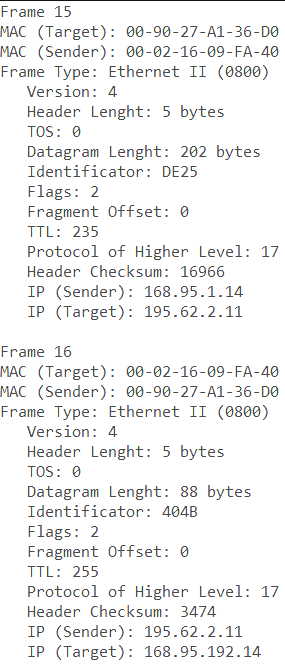 Frame 15
MAC (Target): 00-90-27-A1-36-D0
MAC (Sender): 00-02-16-09-FA-40
Frame Type: Ethernet II (0800)
Version: 4
Header Lenght: 5 bytes
TOS: 0
Datagram Lenght: 202 bytes
Identificator: DE25
Flags: 2
Fragment Offset: 0
TTL: 235
Protocol of Higher Level: 17
Header Checksum: 16966
IP (Sender): 168.95.1.14
IP (Target): 195.62.2.11
Frame 16
MAC (Target): 00-02-16-09-FA-40
MAC (Sender): 00-90-27-A1-36-D0
Frame Type: Ethernet II (0800)
Version: 4
Header Lenght: 5 bytes
TOS: 0
Datagram Lenght: 88 bytes
Identificator: 404B
Flags: 2
Fragment Offset: 0
TTL: 255
Protocol of Higher Level: 17
Header Checksum: 3474
IP (Sender): 195.62.2.11
IP (Target): 168.95.192.14